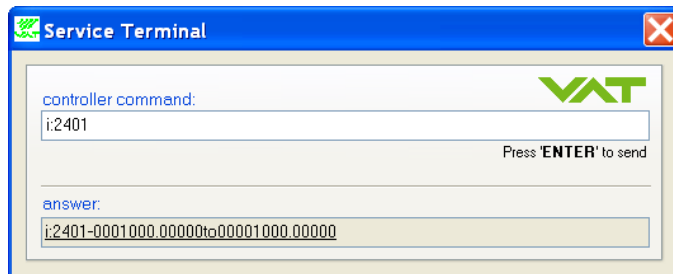 Service Terminal
VAT
controller command:
i:2401
Press 'ENTER' to send
answer:
i:2401-0001000.00000to00001000.00000